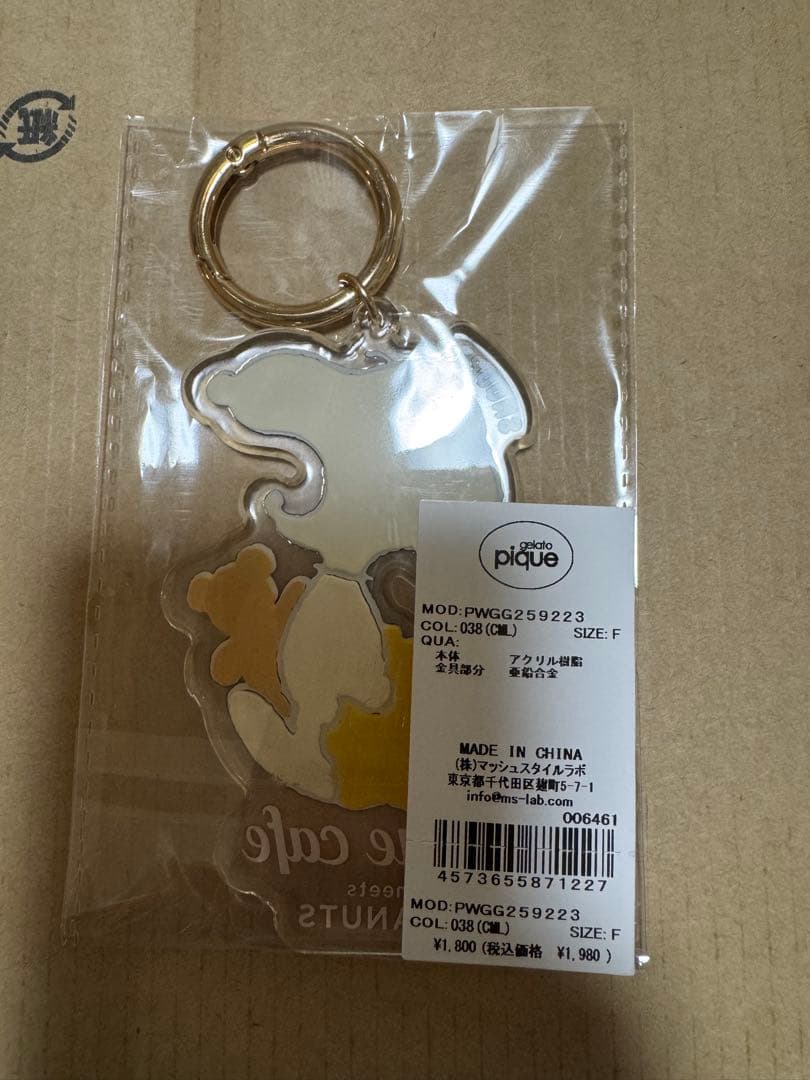 紙
gelato
pique
MOD:PWGG259223
COL:038(CML) SIZE:F
QUA:
本体 アクリル樹脂
金具部分 亜鉛合金
MADE IN CHINA
(株)マッシュスタイルラボ
東京都千代田区麹町5-7-1
info@ms-lab.com
006461
4573655871227
MOD:PWGG259223
COL:038(CML) SIZE:F
¥1,800(税込価格 ¥1,980 )
ue cafe
meets
ANUTS